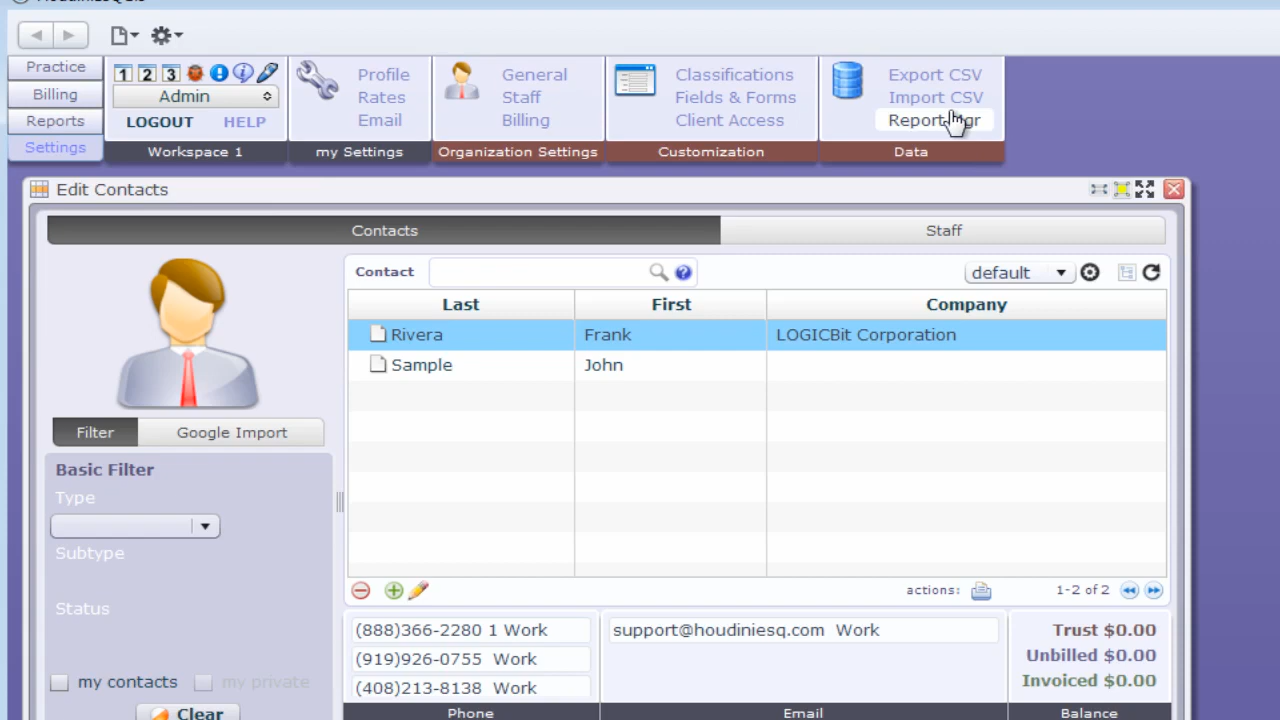 Practice
Billing
Reports
Settings
1 2 3
Admin
LOGOUT HELP
Workspace 1
Profile
Rates
Email
my Settings
General
Staff
Billing
Organization Settings
Classifications
Fields & Forms
Client Access
Customization
Export CSV
Import CSV
Report Mgr
Data
Edit Contacts
Contacts Staff
Contact default
Last First Company
Rivera Frank LOGICBit Corporation
Sample John
Filter Google Import
Basic Filter
Type
Subtype
Status
my contacts my private
Clear
actions: 1-2 of 2
(888)366-2280 1 Work
(919)926-0755 Work
(408)213-8138 Work
Phone
support@houdiniesq.com Work
Email
Trust $0.00
Unbilled $0.00
Invoiced $0.00
Balance